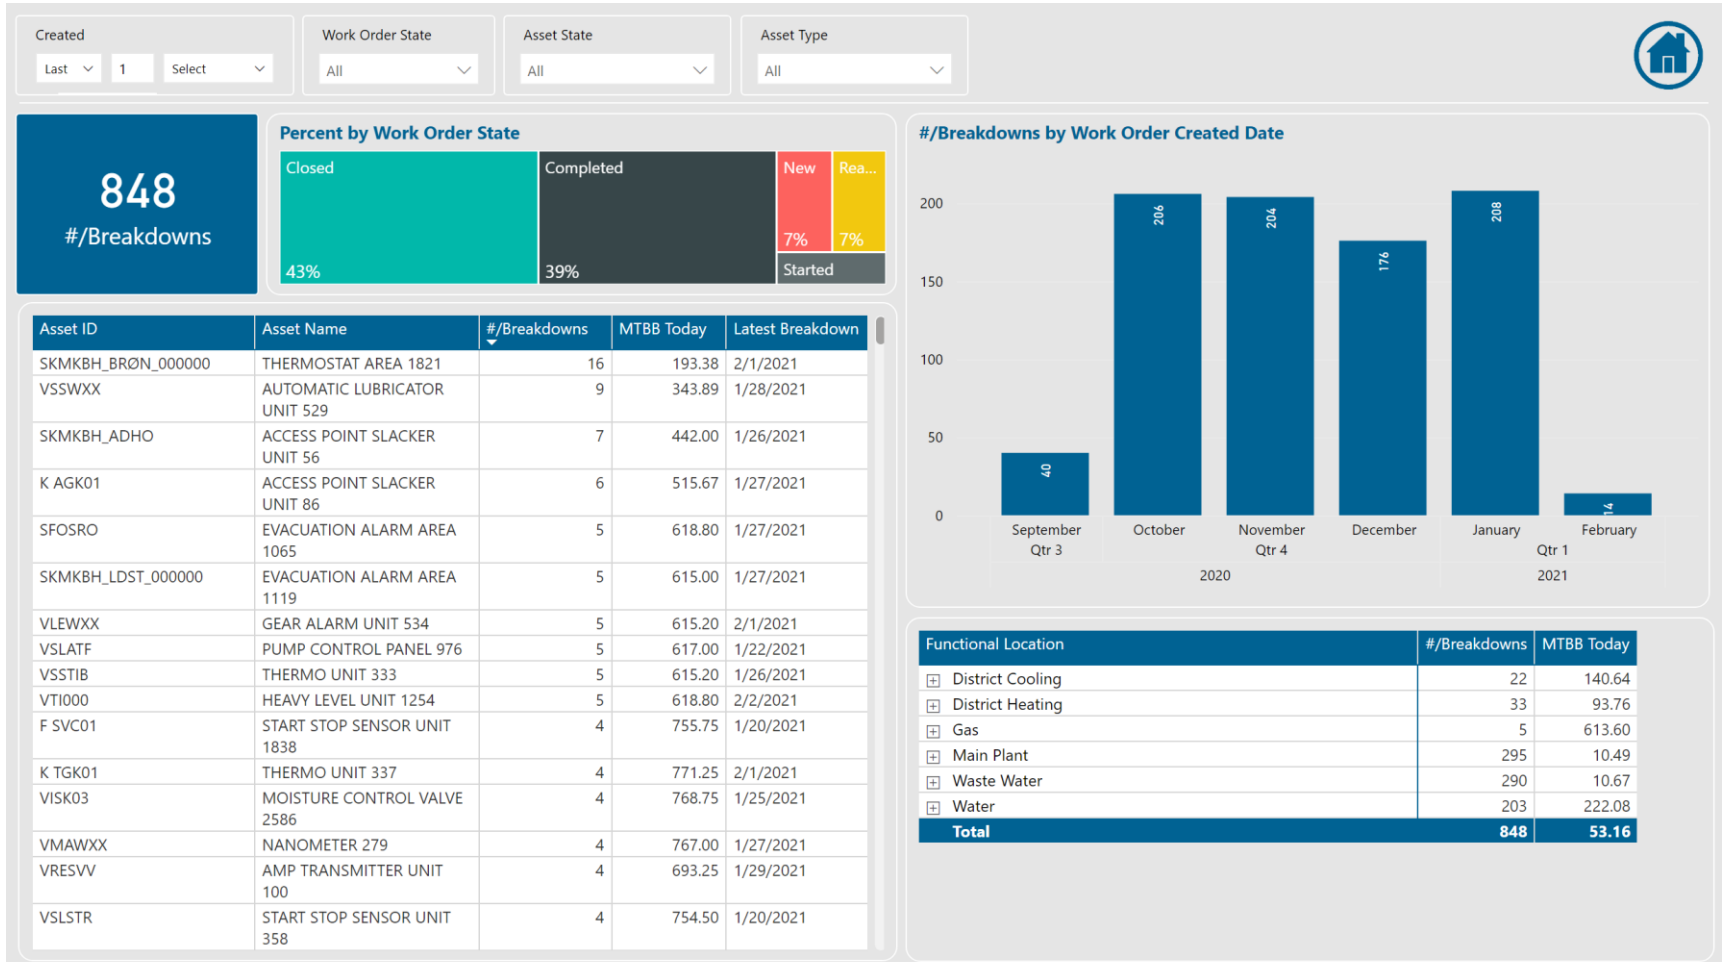 Created
Last 1 Select
Work Order State
All
Asset State
All
Asset Type
All
848
#/Breakdowns
Percent by Work Order State
Closed
43%
Completed
39%
New
7%
Rea...
7%
Started
#/Breakdowns by Work Order Created Date
200
150
100
50
0
40
206
204
176
208
14
September October November December January February
Qtr 3 Qtr 4 Qtr 1
2020 2021
Asset ID Asset Name #/Breakdowns MTBB Today Latest Breakdown
SKMKBH_BRØN_000000 THERMOSTAT AREA 1821 16 193.38 2/1/2021
VSSWXX AUTOMATIC LUBRICATOR 9 343.89 1/28/2021
UNIT 529
SKMKBH_ADHO ACCESS POINT SLACKER 7 442.00 1/26/2021
UNIT 56
K AGK01 ACCESS POINT SLACKER 6 515.67 1/27/2021
UNIT 86
SFOSRO EVACUATION ALARM AREA 5 618.80 1/27/2021
1065
SKMKBH_LDST_000000 EVACUATION ALARM AREA 5 615.00 1/27/2021
1119
VLEWXX GEAR ALARM UNIT 534 5 615.20 2/1/2021
VSLATF PUMP CONTROL PANEL 976 5 617.00 1/22/2021
VSSTIB THERMO UNIT 333 5 615.20 1/26/2021
VTI000 HEAVY LEVEL UNIT 1254 5 618.80 2/2/2021
F SVC01 START STOP SENSOR UNIT 4 755.75 1/20/2021
1838
K TGK01 THERMO UNIT 337 4 771.25 2/1/2021
VISK03 MOISTURE CONTROL VALVE 4 768.75 1/25/2021
2586
VMAWXX NANOMETER 279 4 767.00 1/27/2021
VRESVV AMP TRANSMITTER UNIT 4 693.25 1/29/2021
100
VSLSTR START STOP SENSOR UNIT 4 754.50 1/20/2021
358
Functional Location #/Breakdowns MTBB Today
District Cooling 22 140.64
District Heating 33 93.76
Gas 5 613.60
Main Plant 295 10.49
Waste Water 290 10.67
Water 203 222.08
Total 848 53.16